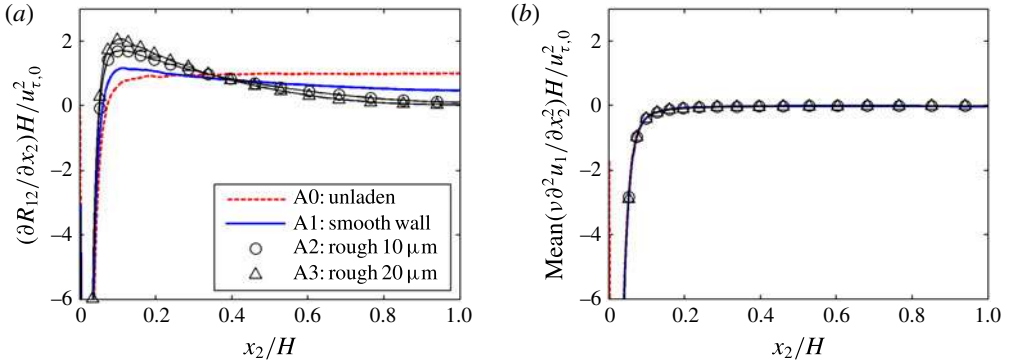 (a)
(∂R₁₂/∂x₂)H/u²τ,0
2
0
−2
−4
−6
0
0.2
0.4
0.6
0.8
1.0
x₂/H
A0: unladen
A1: smooth wall
A2: rough 10 μm
A3: rough 20 μm
(b)
Mean(ν∂²u₁/∂x₂²)H/u²τ,0
2
0
−2
−4
−6
0
0.2
0.4
0.6
0.8
1.0
x₂/H